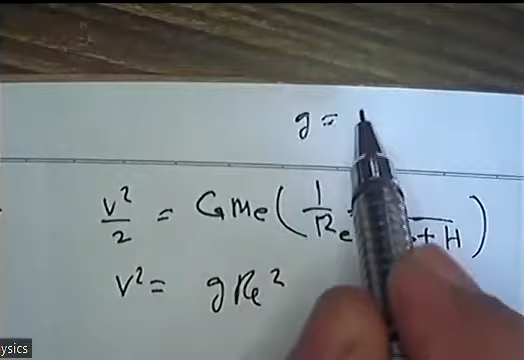 g =
v²/2 = GMe(1/Re + H)
v² = gRe²
ysics